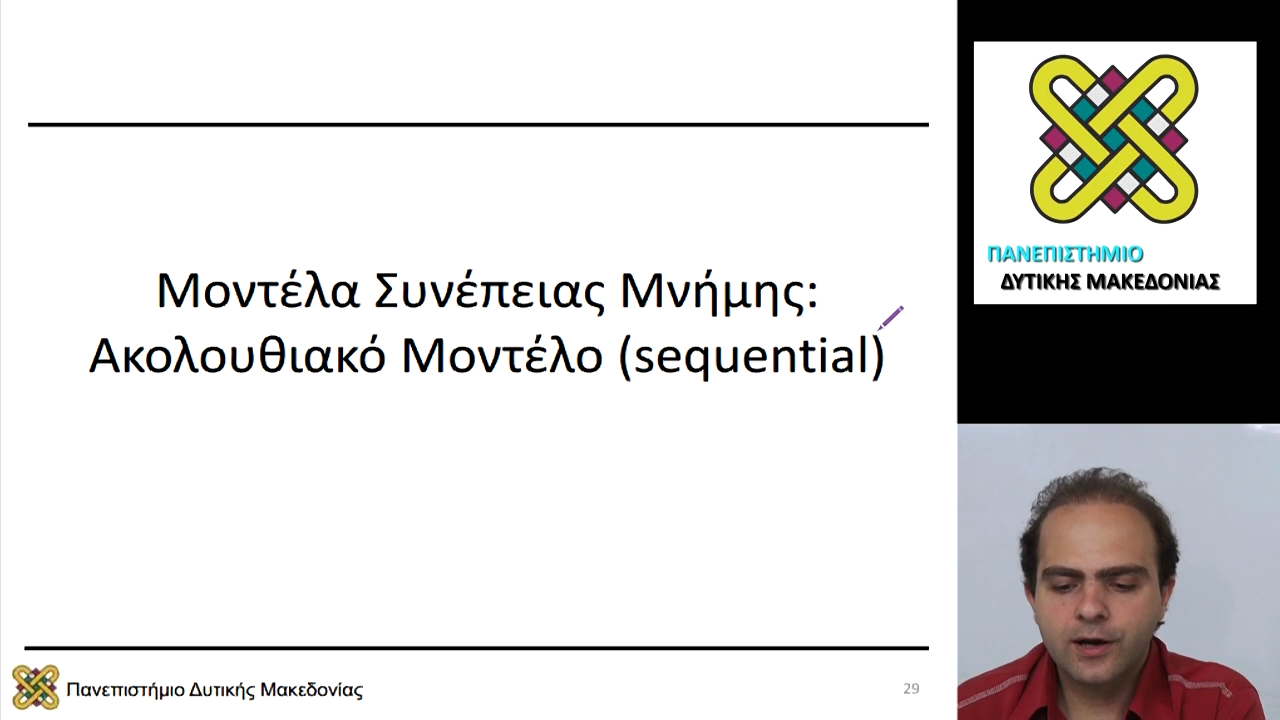 Μοντέλα Συνέπειας Μνήμης:
Ακολουθιακό Μοντέλο (sequential)
Πανεπιστήμιο Δυτικής Μακεδονίας
29
ΠΑΝΕΠΙΣΤΗΜΙΟ
ΔΥΤΙΚΗΣ ΜΑΚΕΔΟΝΙΑΣ